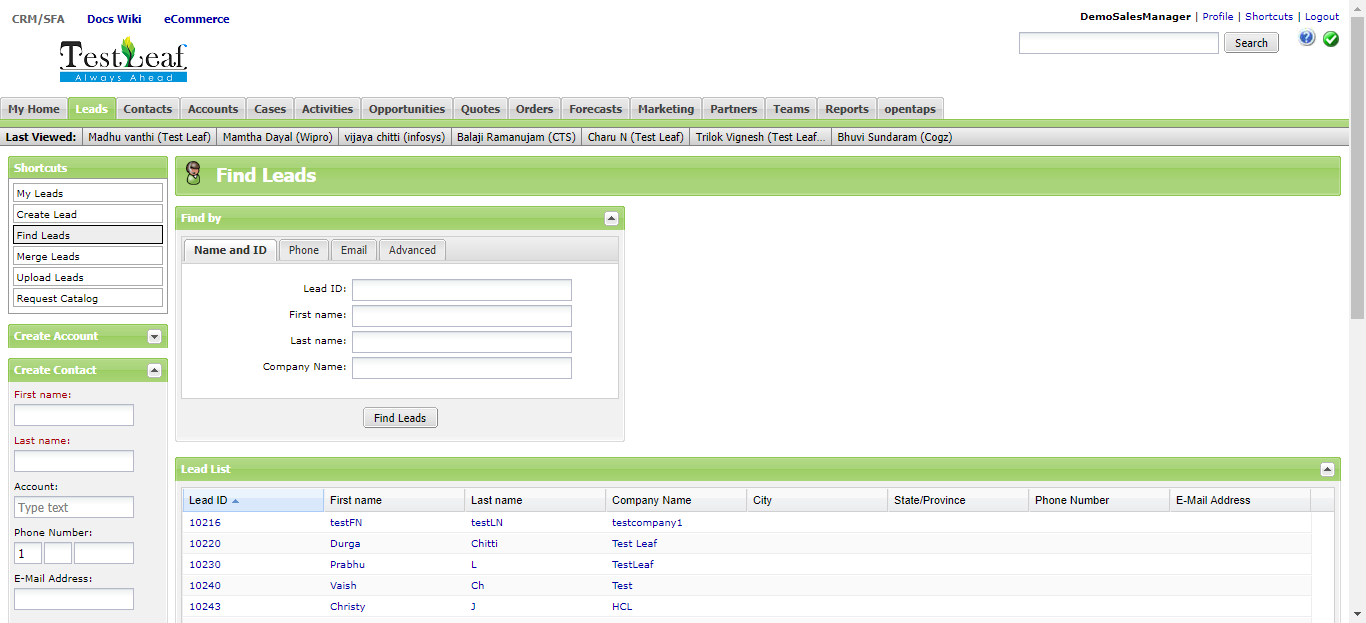 CRM/SFA Docs Wiki eCommerce
DemoSalesManager | Profile | Shortcuts | Logout
TestLeaf
Always Ahead
Search
My Home Leads Contacts Accounts Cases Activities Opportunities Quotes Orders Forecasts Marketing Partners Teams Reports opentaps
Last Viewed: Madhu vanthi (Test Leaf) Mamtha Dayal (Wipro) vijaya chitti (infosys) Balaji Ramanujam (CTS) Charu N (Test Leaf) Trilok Vignesh (Test Leaf... Bhuvi Sundaram (Cogz)
Shortcuts
My Leads
Create Lead
Find Leads
Merge Leads
Upload Leads
Request Catalog
Create Account
Create Contact
First name:
Last name:
Account:
Type text
Phone Number:
1
E-Mail Address:
Find Leads
Find by
Name and ID Phone Email Advanced
Lead ID:
First name:
Last name:
Company Name:
Find Leads
Lead List
Lead ID First name Last name Company Name City State/Province Phone Number E-Mail Address
10216 testFN testLN testcompany1
10220 Durga Chitti Test Leaf
10230 Prabhu L TestLeaf
10240 Vaish Ch Test
10243 Christy J HCL